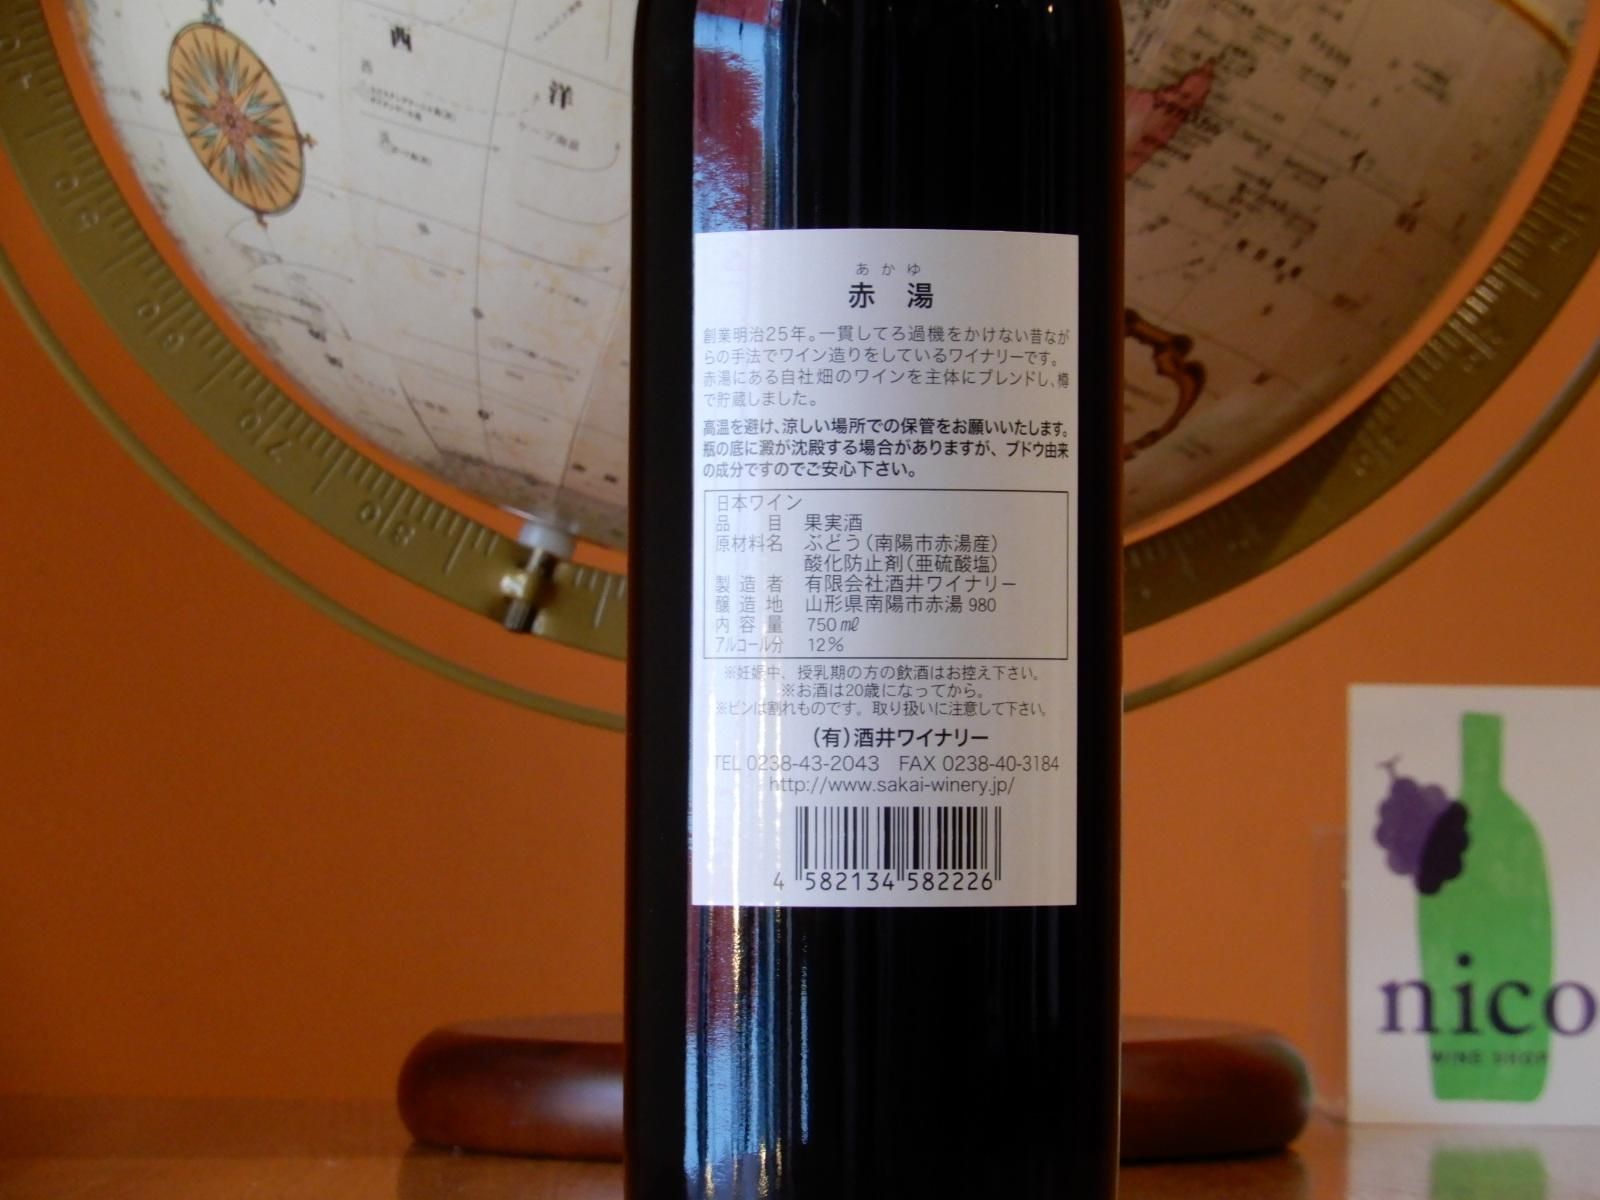 西
洋
あかゆ
赤 湯
創業明治25年。一貫してろ過機をかけない昔なが
らの手法でワイン造りをしているワイナリーです。
赤湯にある自社畑のワインを主体にブレンドし、樽
で貯蔵しました。
高温を避け、涼しい場所での保管をお願いいたします。
瓶の底に澱が沈殿する場合がありますが、ブドウ由来
の成分ですのでご安心下さい。
日本ワイン
品 目 果実酒
原材料名 ぶどう(南陽市赤湯産)
酸化防止剤(亜硫酸塩)
製造者 有限会社酒井ワイナリー
醸造地 山形県南陽市赤湯 980
内容量 750㎖
アルコール分 12%
※妊娠中、授乳期の方の飲酒はお控え下さい。
※お酒は20歳になってから。
※ビンは割れものです。取り扱いに注意して下さい。
(有)酒井ワイナリー
TEL 0238-43-2043 FAX 0238-40-3184
http://www.sakai-winery.jp/
4 582134 582226
nico
WINE SHOP